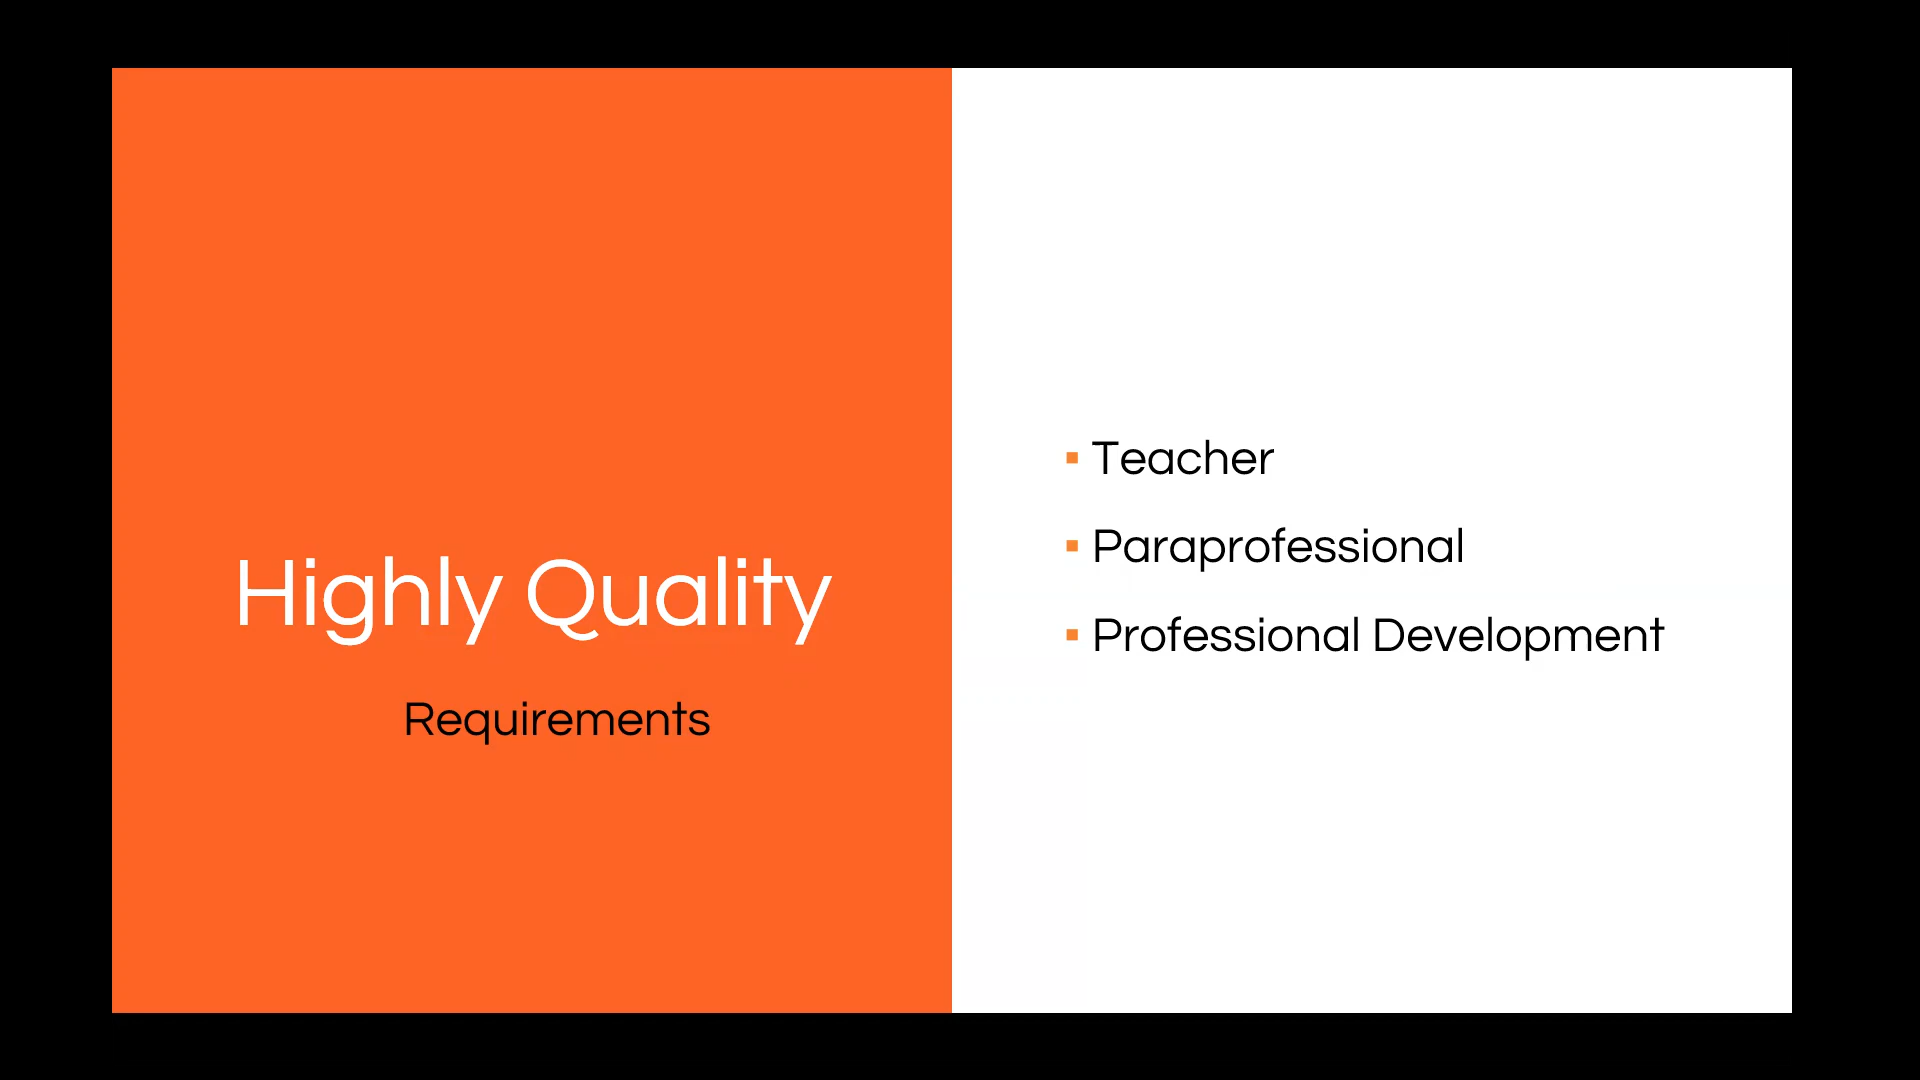 Highly Quality
Requirements
▪ Teacher
▪ Paraprofessional
▪ Professional Development